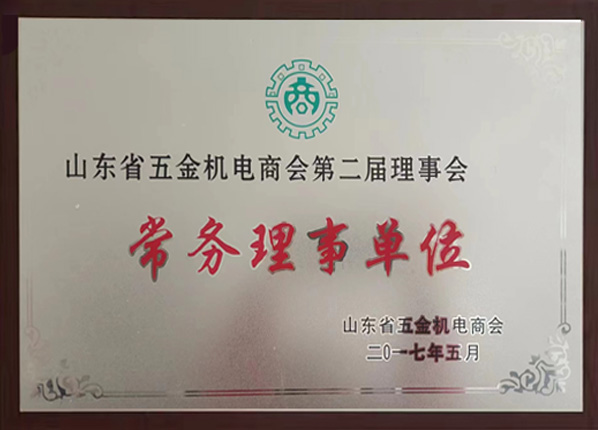 商
山东省五金机电商会第二届理事会
常务理事单位
山东省五金机电商会
二〇一七年五月